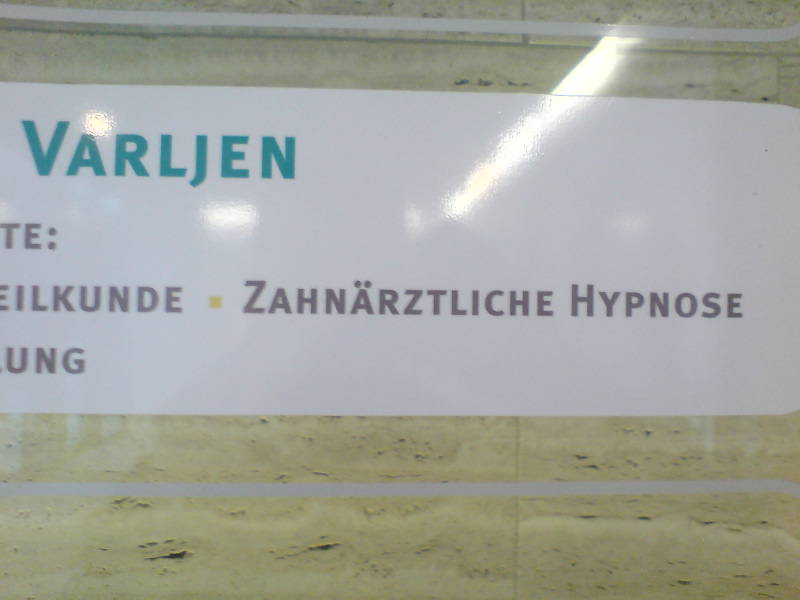 VARLJEN
TE:
EILKUNDE ▪ ZAHNÄRZTLICHE HYPNOSE
LUNG